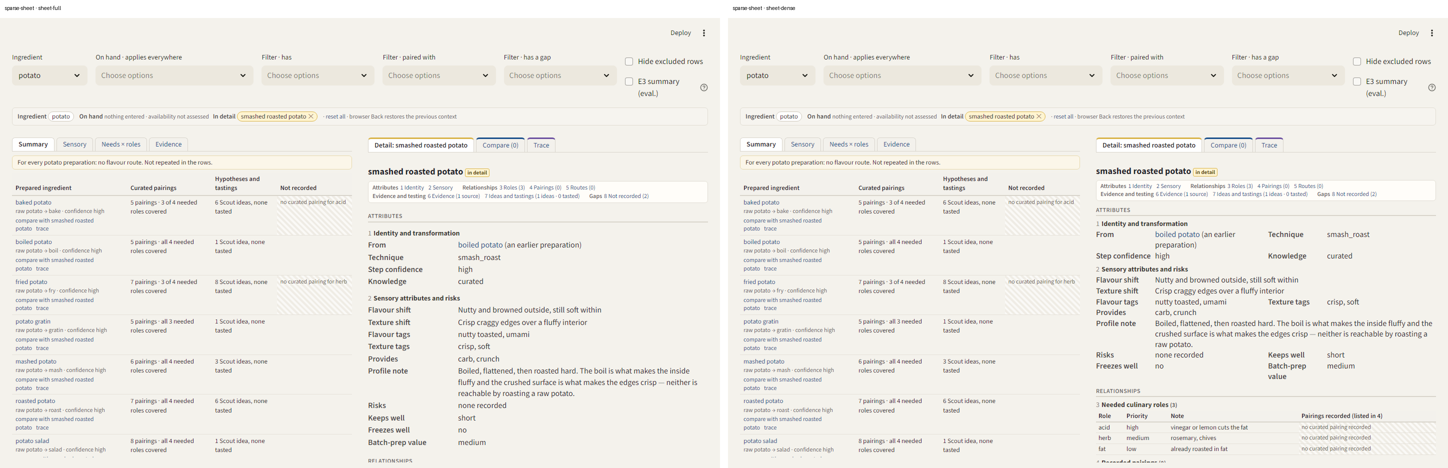 sparse-sheet · sheet-full
Deploy
Ingredient
potato
On hand · applies everywhere
Choose options
Filter · has
Choose options
Filter · paired with
Choose options
Filter · has a gap
Choose options
Hide excluded rows
E3 summary (eval.)
Ingredient potato On hand nothing entered · availability not assessed In detail smashed roasted potato × · reset all · browser Back restores the previous context
Summary Sensory Needs × roles Evidence
For every potato preparation: no flavour route. Not repeated in the rows.
Prepared ingredient
Curated pairings
Hypotheses and tastings
Not recorded
baked potato
raw potato → bake · confidence high
compare with smashed roasted
potato trace
5 pairings · 3 of 4 needed roles covered
6 Scout ideas, none tasted
no curated pairing for acid
boiled potato
raw potato → boil · confidence high
compare with smashed roasted
potato trace
5 pairings · all 4 needed roles covered
1 Scout idea, none tasted
fried potato
raw potato → fry · confidence high
compare with smashed roasted
potato trace
7 pairings · 3 of 4 needed roles covered
8 Scout ideas, none tasted
no curated pairing for herb
potato gratin
raw potato → gratin · confidence high
compare with smashed roasted
potato trace
5 pairings · all 3 needed roles covered
1 Scout idea, none tasted
mashed potato
raw potato → mash · confidence high
compare with smashed roasted
potato trace
6 pairings · all 4 needed roles covered
3 Scout ideas, none tasted
roasted potato
raw potato → roast · confidence high
compare with smashed roasted
potato trace
7 pairings · all 4 needed roles covered
6 Scout ideas, none tasted
potato salad
raw potato → salad · confidence high
8 pairings · all 4 needed roles covered
1 Scout idea, none tasted
Detail: smashed roasted potato Compare (0) Trace
smashed roasted potato In detail
Attributes 1 Identity 2 Sensory Relationships 3 Roles (3) 4 Pairings (0) 5 Routes (0)
Evidence and testing 6 Evidence (1 source) 7 Ideas and tastings (1 ideas · 0 tasted) Gaps 8 Not recorded (2)
ATTRIBUTES
1 Identity and transformation
From boiled potato (an earlier preparation)
Technique smash_roast
Step confidence high
Knowledge curated
2 Sensory attributes and risks
Flavour shift Nutty and browned outside, still soft within
Texture shift Crisp craggy edges over a fluffy interior
Flavour tags nutty toasted, umami
Texture tags crisp, soft
Provides carb, crunch
Profile note Boiled, flattened, then roasted hard. The boil is what makes the inside
fluffy and the crushed surface is what makes the edges crisp -- neither is
reachable by roasting a raw potato.
Risks none recorded
Keeps well short
Freezes well no
Batch-prep value medium
RELATIONSHIPS
sparse-sheet · sheet-dense
Deploy
Ingredient
potato
On hand · applies everywhere
Choose options
Filter · has
Choose options
Filter · paired with
Choose options
Filter · has a gap
Choose options
Hide excluded rows
E3 summary (eval.)
Ingredient potato On hand nothing entered · availability not assessed In detail smashed roasted potato × · reset all · browser Back restores the previous context
Summary Sensory Needs × roles Evidence
For every potato preparation: no flavour route. Not repeated in the rows.
Prepared ingredient
Curated pairings
Hypotheses and tastings
Not recorded
baked potato
raw potato → bake · confidence high
compare with smashed roasted
potato trace
5 pairings · 3 of 4 needed roles covered
6 Scout ideas, none tasted
no curated pairing for acid
boiled potato
raw potato → boil · confidence high
compare with smashed roasted
potato trace
5 pairings · all 4 needed roles covered
1 Scout idea, none tasted
fried potato
raw potato → fry · confidence high
compare with smashed roasted
potato trace
7 pairings · 3 of 4 needed roles covered
8 Scout ideas, none tasted
no curated pairing for herb
potato gratin
raw potato → gratin · confidence high
compare with smashed roasted
potato trace
5 pairings · all 3 needed roles covered
1 Scout idea, none tasted
mashed potato
raw potato → mash · confidence high
compare with smashed roasted
potato trace
6 pairings · all 4 needed roles covered
3 Scout ideas, none tasted
roasted potato
raw potato → roast · confidence high
compare with smashed roasted
potato trace
7 pairings · all 4 needed roles covered
6 Scout ideas, none tasted
potato salad
raw potato → salad · confidence high
8 pairings · all 4 needed roles covered
1 Scout idea, none tasted
Detail: smashed roasted potato Compare (0) Trace
smashed roasted potato In detail
Attributes 1 Identity 2 Sensory Relationships 3 Roles (3) 4 Pairings (0) 5 Routes (0)
Evidence and testing 6 Evidence (1 source) 7 Ideas and tastings (1 ideas · 0 tasted) Gaps 8 Not recorded (2)
ATTRIBUTES
1 Identity and transformation
From boiled potato (an earlier preparation) Technique smash_roast
Step confidence high Knowledge curated
2 Sensory attributes and risks
Flavour shift Nutty and browned outside, still soft within
Texture shift Crisp craggy edges over a fluffy interior
Flavour tags nutty toasted, umami Texture tags crisp, soft
Provides carb, crunch
Profile note Boiled, flattened, then roasted hard. The boil is what makes the inside fluffy and the
crushed surface is what makes the edges crisp -- neither is reachable by roasting a
raw potato.
Risks none recorded Keeps well short
Freezes well no Batch-prep value medium
RELATIONSHIPS
3 Needed culinary roles (3)
Role Priority Note Pairings recorded (listed in 4)
acid high vinegar or lemon cuts the fat no curated pairing recorded
herb medium rosemary, chives no curated pairing recorded
fat low already roasted in fat no curated pairing recorded